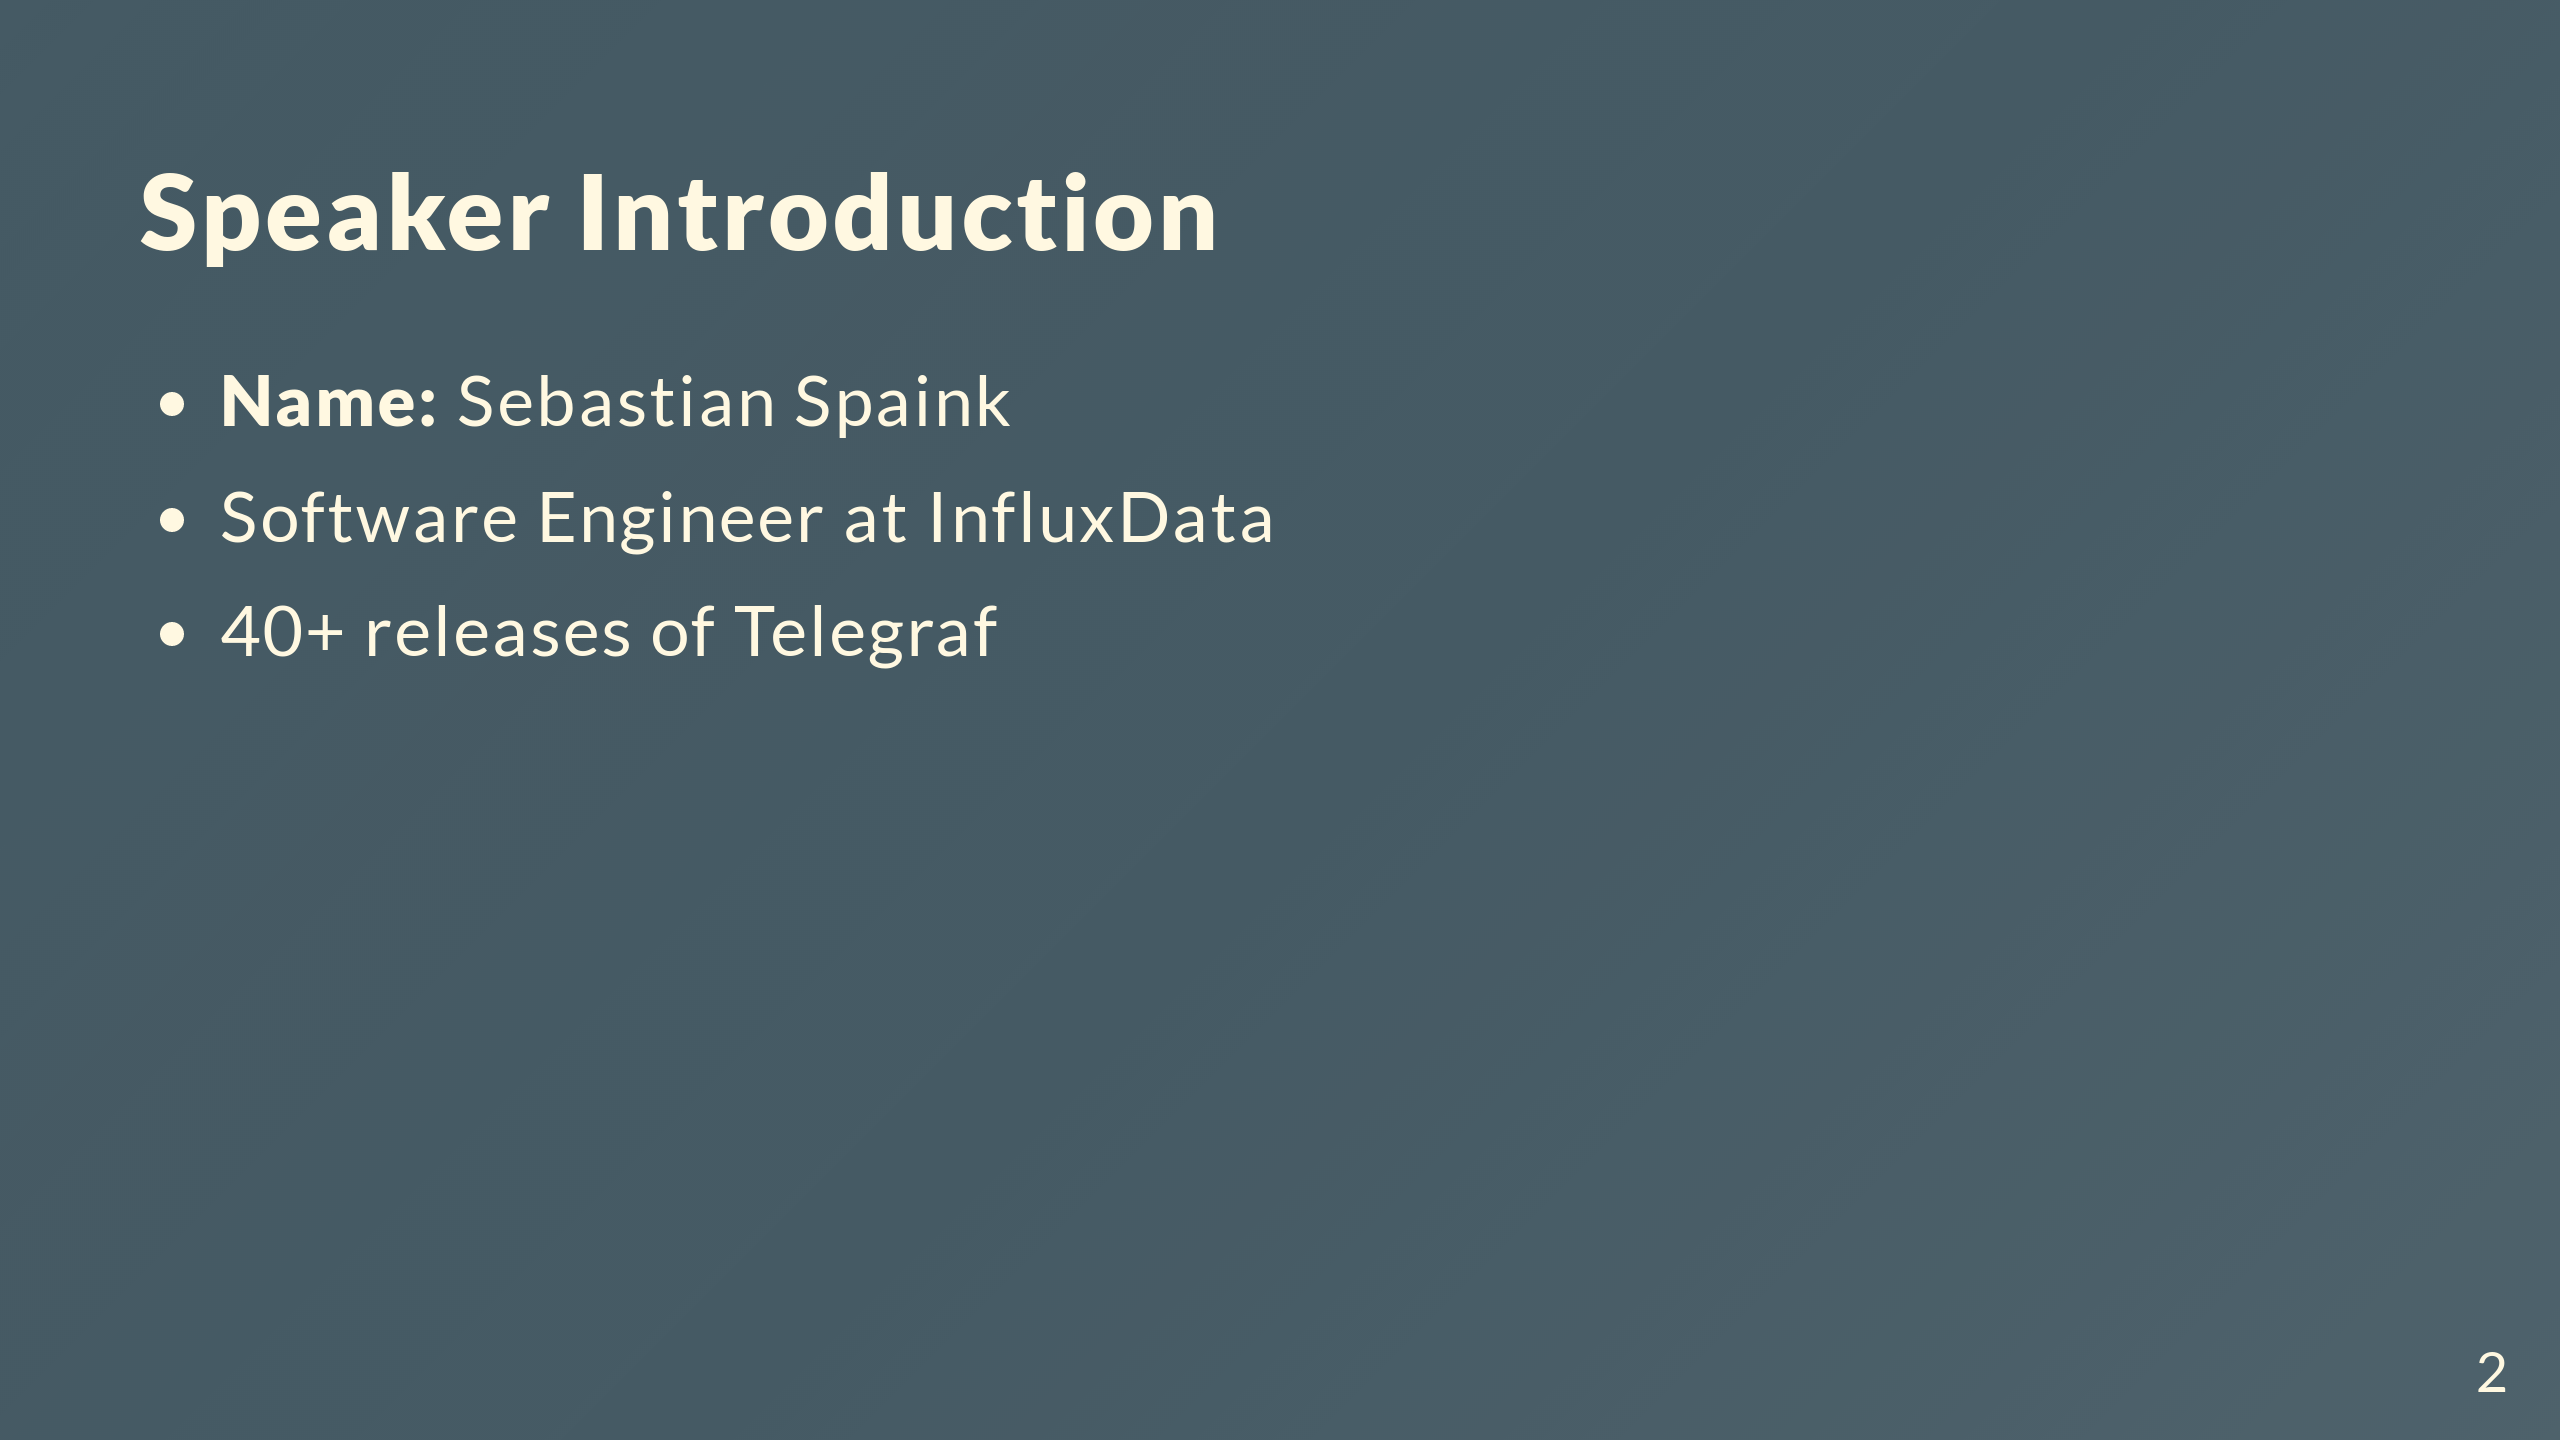 Speaker Introduction
• Name: Sebastian Spaink
• Software Engineer at InfluxData
• 40+ releases of Telegraf
2